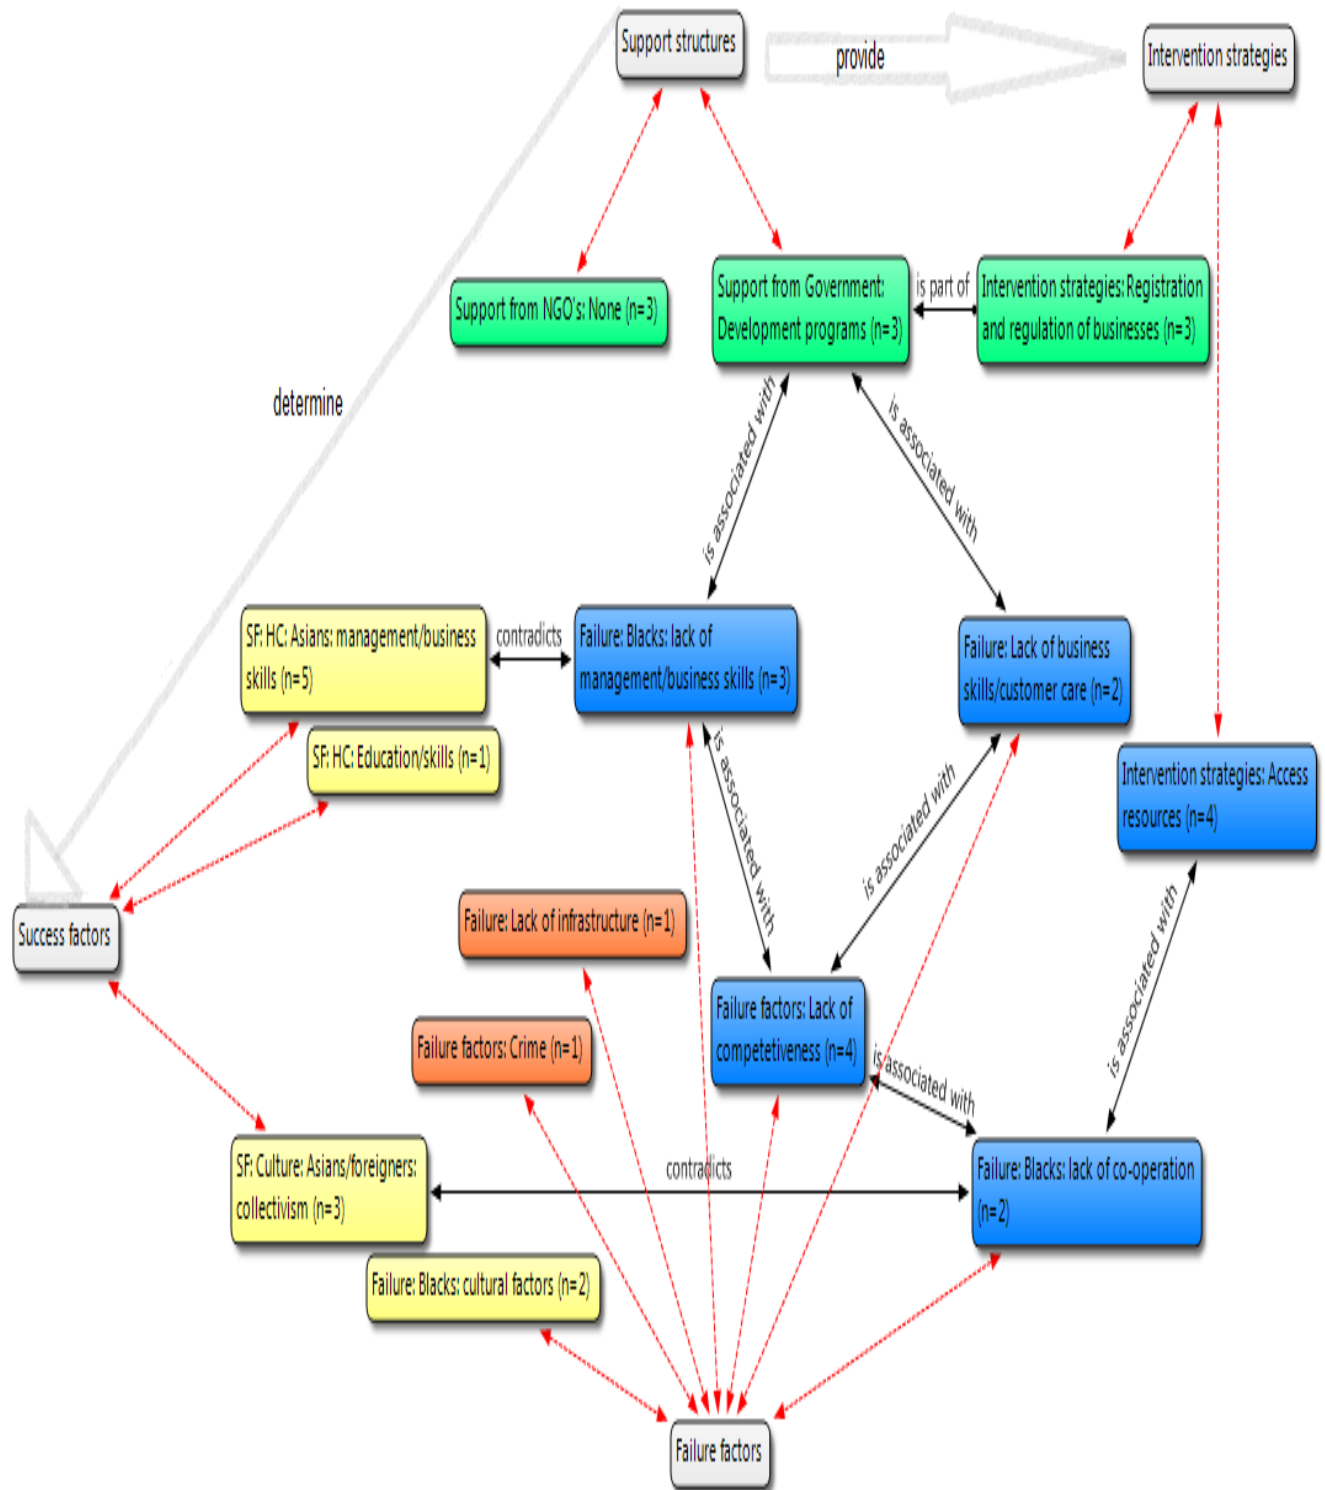 Support structures
provide
Intervention strategies
Support from NGO's: None (n=3)
Support from Government:
Development programs (n=3)
is part of
Intervention strategies: Registration
and regulation of businesses (n=3)
determine
is associated with
is associated with
SF: HC: Asians: management/business
skills (n=5)
contradicts
Failure: Blacks: lack of
management/business skills (n=3)
Failure: Lack of business
skills/customer care (n=2)
SF: HC: Education/skills (n=1)
Intervention strategies: Access
resources (n=4)
is associated with
is associated with
is associated with
Success factors
Failure: Lack of infrastructure (n=1)
Failure factors: Lack of
competetiveness (n=4)
Failure factors: Crime (n=1)
is associated with
SF: Culture: Asians/foreigners:
collectivism (n=3)
contradicts
Failure: Blacks: lack of co-operation
(n=2)
Failure: Blacks: cultural factors (n=2)
Failure factors